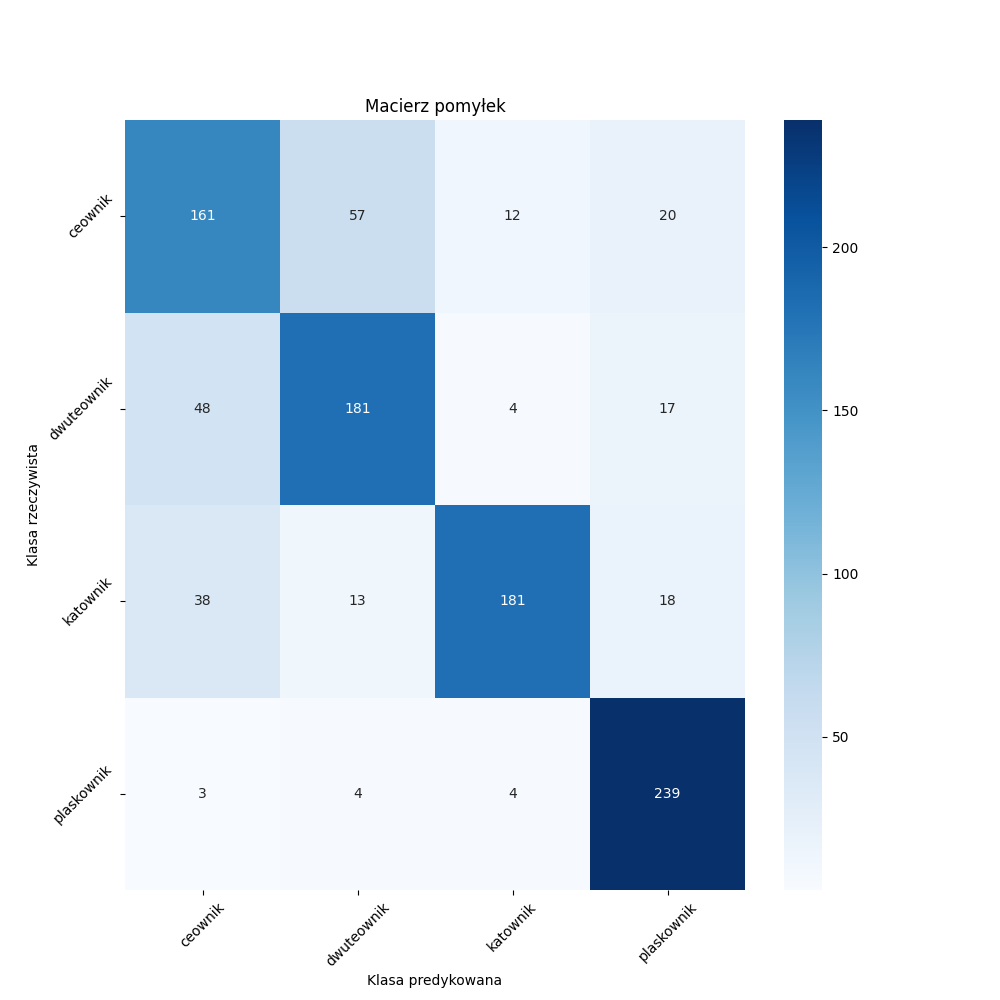 Macierz pomyłek
ceownik
161 57 12 20
dwuteownik
48 181 4 17
katownik
38 13 181 18
plaskownik
3 4 4 239
Klasa rzeczywista
ceownik dwuteownik katownik plaskownik
Klasa predykowana
200
150
100
50